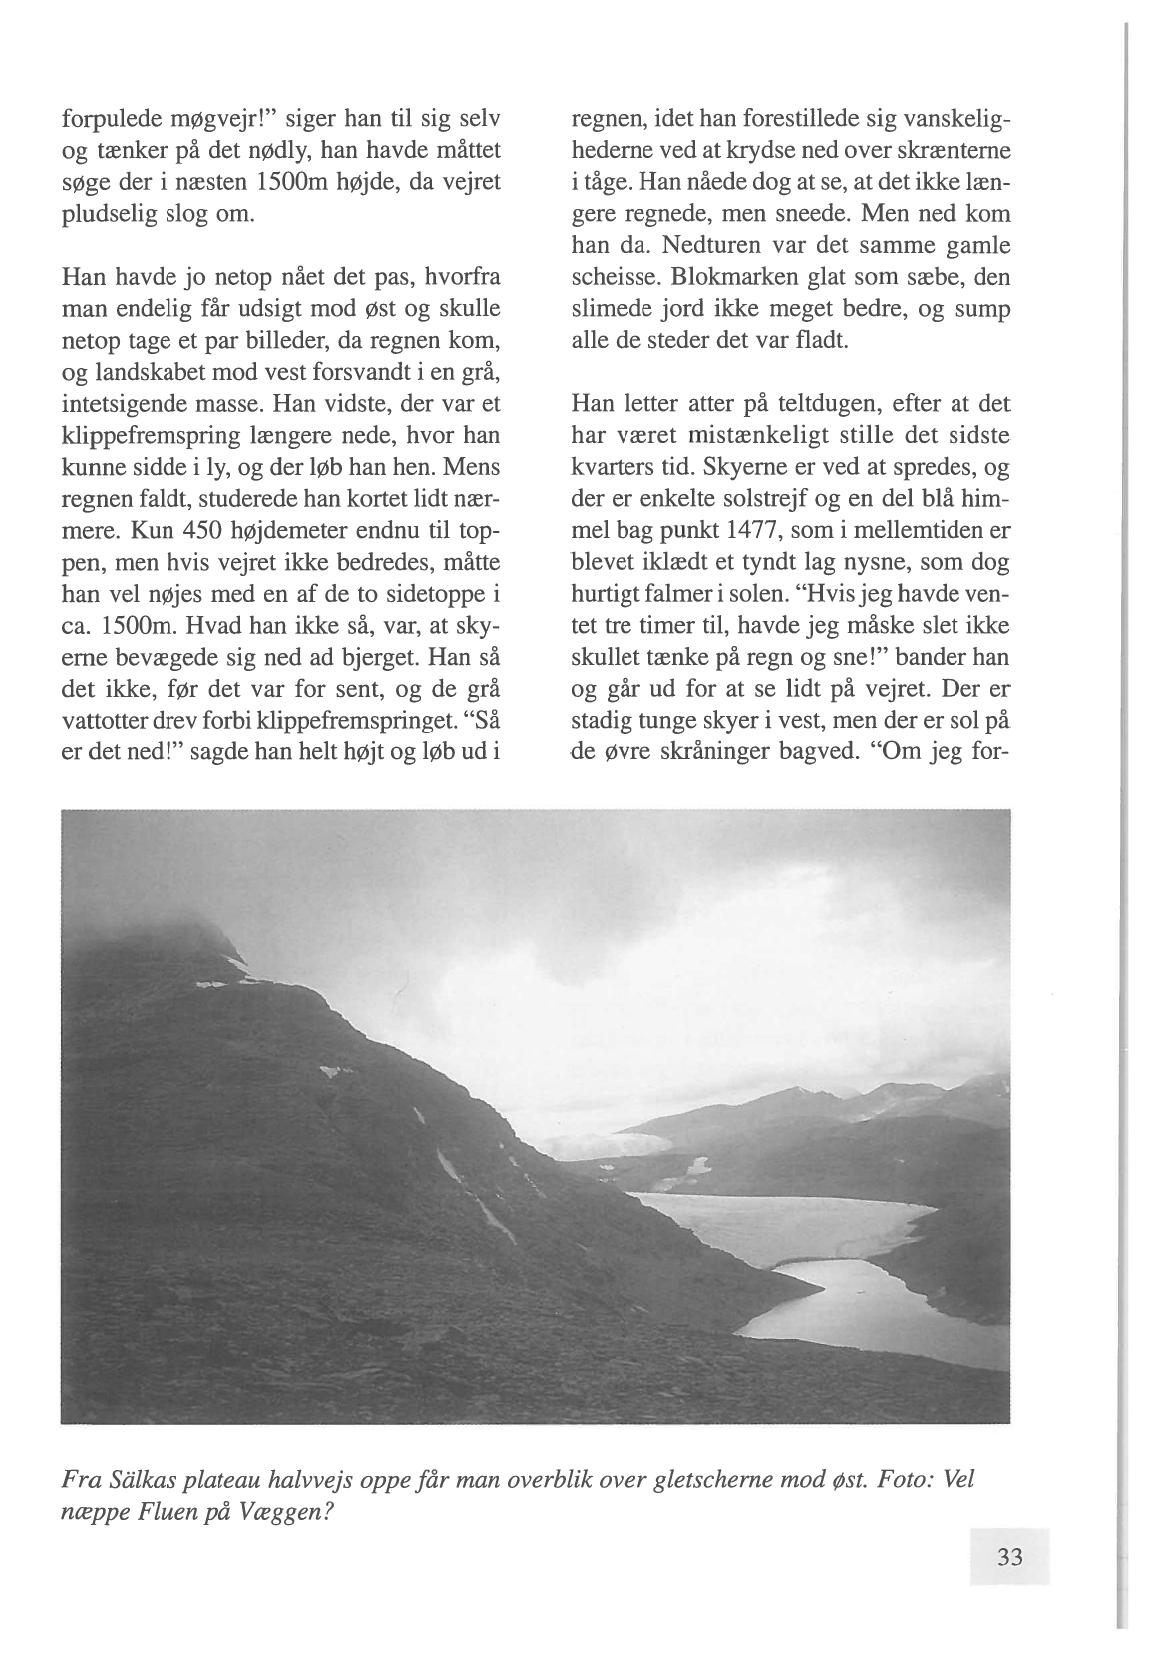 forpulede møgvejr!” siger han til sig selv
og tænker på det nødly, han havde måttet
søge der i næsten 1500m højde, da vejret
pludselig slog om.
Han havde jo netop nået det pas, hvorfra
man endelig får udsigt mod øst og skulle
netop tage et par billeder, da regnen kom,
og landskabet mod vest forsvandt i en grå,
intetsigende masse. Han vidste, der var et
klippefremspring længere nede, hvor han
kunne sidde i ly, og der løb han hen. Mens
regnen faldt, studerede han kortet lidt nær-
mere. Kun 450 højdemeter endnu til top-
pen, men hvis vejret ikke bedredes, måtte
han vel nøjes med en af de to sidetoppe i
ca. 1500m. Hvad han ikke så, var, at sky-
erne bevægede sig ned ad bjerget. Han så
det ikke, før det var for sent, og de grå
vattotter drev forbi klippefremspringet. “Så
er det ned!” sagde han helt højt og løb ud i
regnen, idet han forestillede sig vanskelig-
hederne ved at krydse ned over skrænterne
i tåge. Han nåede dog at se, at det ikke læn-
gere regnede, men sneede. Men ned kom
han da. Nedturen var det samme gamle
scheisse. Blokmarken glat som sæbe, den
slimede jord ikke meget bedre, og sump
alle de steder det var fladt.
Han letter atter på teltdugen, efter at det
har været mistænkeligt stille det sidste
kvarters tid. Skyerne er ved at spredes, og
der er enkelte solstrejf og en del blå him-
mel bag punkt 1477, som i mellemtiden er
blevet iklædt et tyndt lag nysne, som dog
hurtigt falmer i solen. “Hvis jeg havde ven-
tet tre timer til, havde jeg måske slet ikke
skullet tænke på regn og sne!” bander han
og går ud for at se lidt på vejret. Der er
stadig tunge skyer i vest, men der er sol på
de øvre skråninger bagved. “Om jeg for-
Fra Sälkas plateau halvvejs oppe får man overblik over gletscherne mod øst. Foto: Vel
næppe Fluen på Væggen?
33